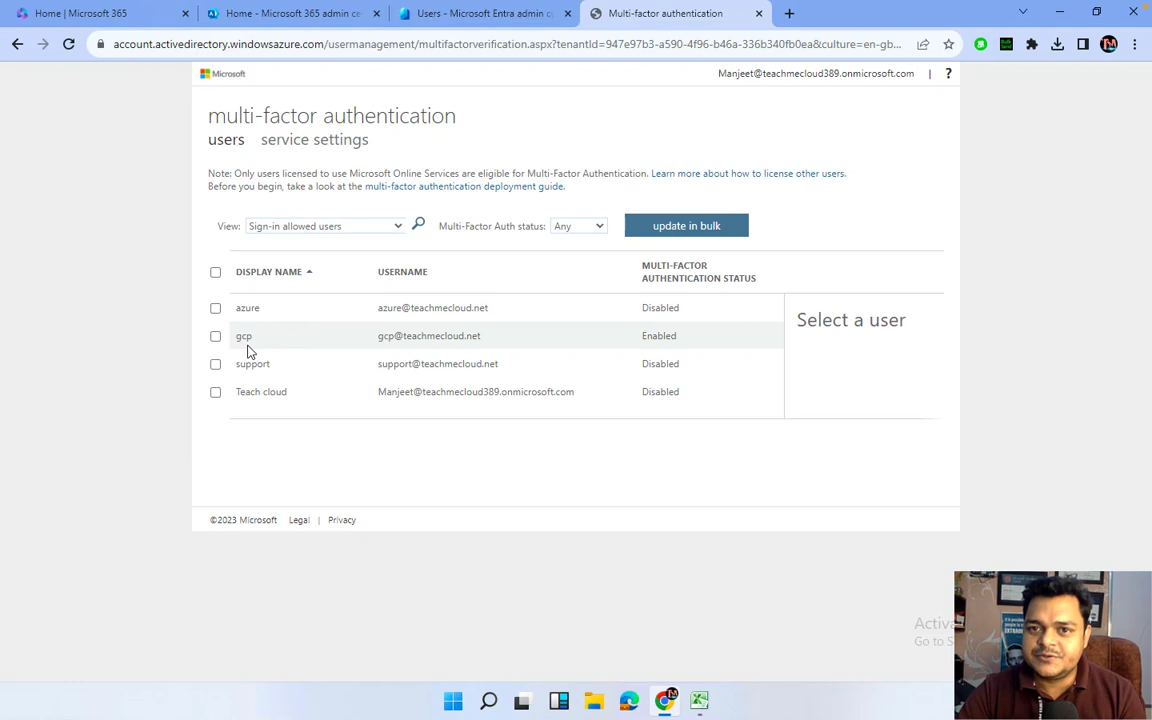 Home | Microsoft 365
Home - Microsoft 365 admin ce
Users - Microsoft Entra admin c
Multi-factor authentication
account.activedirectory.windowsazure.com/usermanagement/multifactorverification.aspx?tenantId=947e97b3-a590-4f96-b46a-336b340fb0ea&culture=en-gb...
Microsoft
Manjeet@teachmecloud389.onmicrosoft.com | ?
multi-factor authentication
users service settings
Note: Only users licensed to use Microsoft Online Services are eligible for Multi-Factor Authentication. Learn more about how to license other users.
Before you begin, take a look at the multi-factor authentication deployment guide.
View: Sign-in allowed users Multi-Factor Auth status: Any update in bulk
DISPLAY NAME USERNAME MULTI-FACTOR
AUTHENTICATION STATUS
azure azure@teachmecloud.net Disabled
Select a user
gcp gcp@teachmecloud.net Enabled
support support@teachmecloud.net Disabled
Teach cloud Manjeet@teachmecloud389.onmicrosoft.com Disabled
©2023 Microsoft Legal | Privacy
Go to